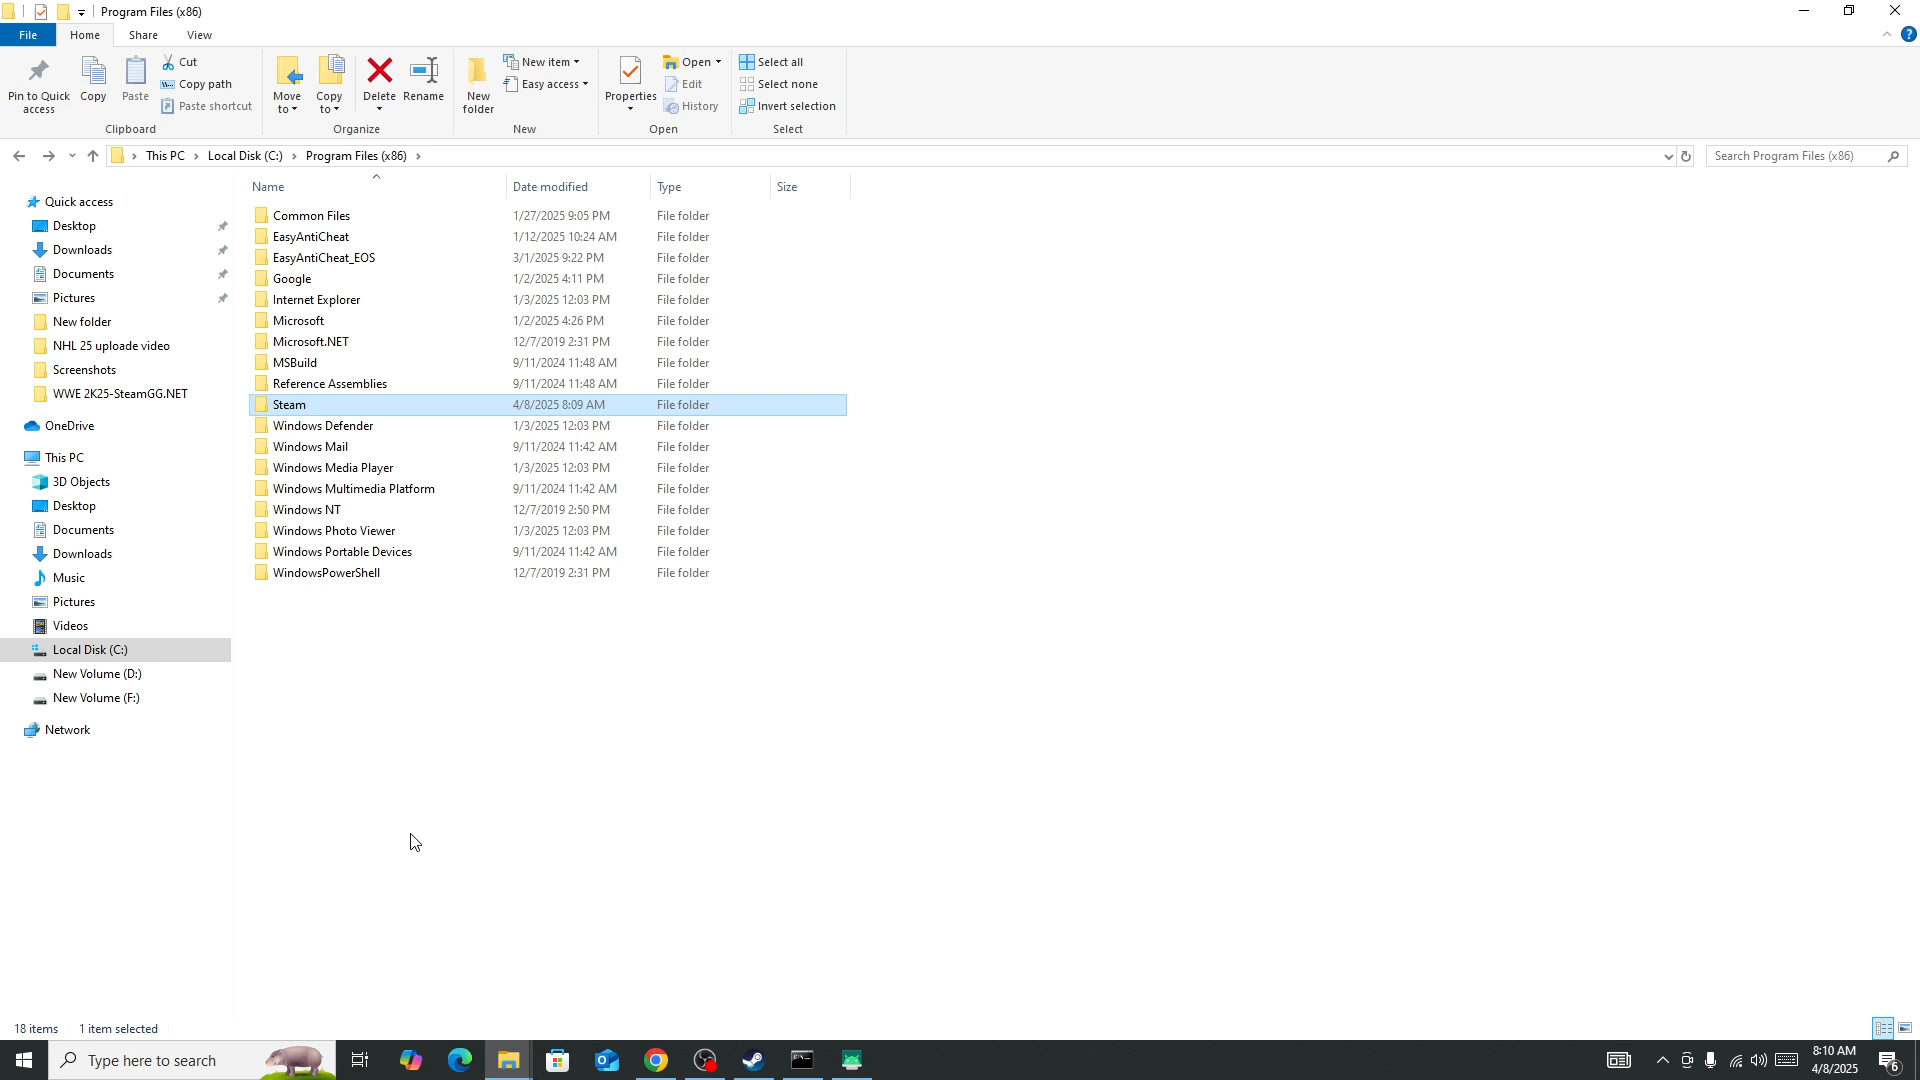 Program Files (x86)
File Home Share View
Pin to Quick access
Copy
Paste
Cut
Copy path
Paste shortcut
Clipboard
Move to
Copy to
Delete
Rename
Organize
New folder
New item
Easy access
New
Properties
Open
Edit
History
Open
Select all
Select none
Invert selection
Select
This PC › Local Disk (C:) › Program Files (x86) ›
Search Program Files (x86)
Quick access
Desktop
Downloads
Documents
Pictures
New folder
NHL 25 uploade video
Screenshots
WWE 2K25-SteamGG.NET
OneDrive
This PC
3D Objects
Desktop
Documents
Downloads
Music
Pictures
Videos
Local Disk (C:)
New Volume (D:)
New Volume (F:)
Network
Name Date modified Type Size
Common Files 1/27/2025 9:05 PM File folder
EasyAntiCheat 1/12/2025 10:24 AM File folder
EasyAntiCheat_EOS 3/1/2025 9:22 PM File folder
Google 1/2/2025 4:11 PM File folder
Internet Explorer 1/3/2025 12:03 PM File folder
Microsoft 1/2/2025 4:26 PM File folder
Microsoft.NET 12/7/2019 2:31 PM File folder
MSBuild 9/11/2024 11:48 AM File folder
Reference Assemblies 9/11/2024 11:48 AM File folder
Steam 4/8/2025 8:09 AM File folder
Windows Defender 1/3/2025 12:03 PM File folder
Windows Mail 9/11/2024 11:42 AM File folder
Windows Media Player 1/3/2025 12:03 PM File folder
Windows Multimedia Platform 9/11/2024 11:42 AM File folder
Windows NT 12/7/2019 2:50 PM File folder
Windows Photo Viewer 1/3/2025 12:03 PM File folder
Windows Portable Devices 9/11/2024 11:42 AM File folder
WindowsPowerShell 12/7/2019 2:31 PM File folder
18 items 1 item selected
Type here to search
8:10 AM
4/8/2025
6